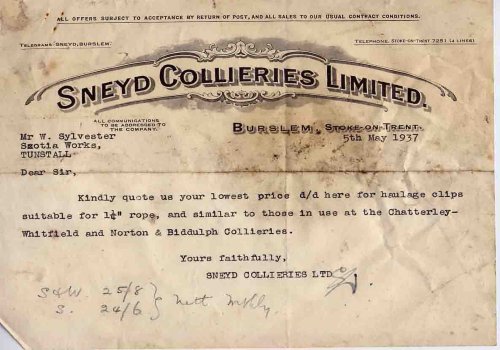 ALL OFFERS SUBJECT TO ACCEPTANCE BY RETURN OF POST, AND ALL SALES TO OUR USUAL CONTRACT CONDITIONS.
TELEGRAMS: SNEYD, BURSLEM.
TELEPHONE, STOKE-ON-TRENT 7251 (4 LINES)
SNEYD COLLIERIES LIMITED.
ALL COMMUNICATIONS
TO BE ADDRESSED TO
THE COMPANY.
BURSLEM, STOKE-ON-TRENT.
5th May 1937
Mr W. Sylvester
Szotia Works,
TUNSTALL
Dear Sir,
Kindly quote us your lowest price d/d here for haulage clips
suitable for 1¼" rope, and similar to those in use at the Chatterley-
Whitfield and Norton & Biddulph Collieries.
Yours faithfully,
SNEYD COLLIERIES LTD
S&W 25/8
S. 24/6 } Nett Mthly.